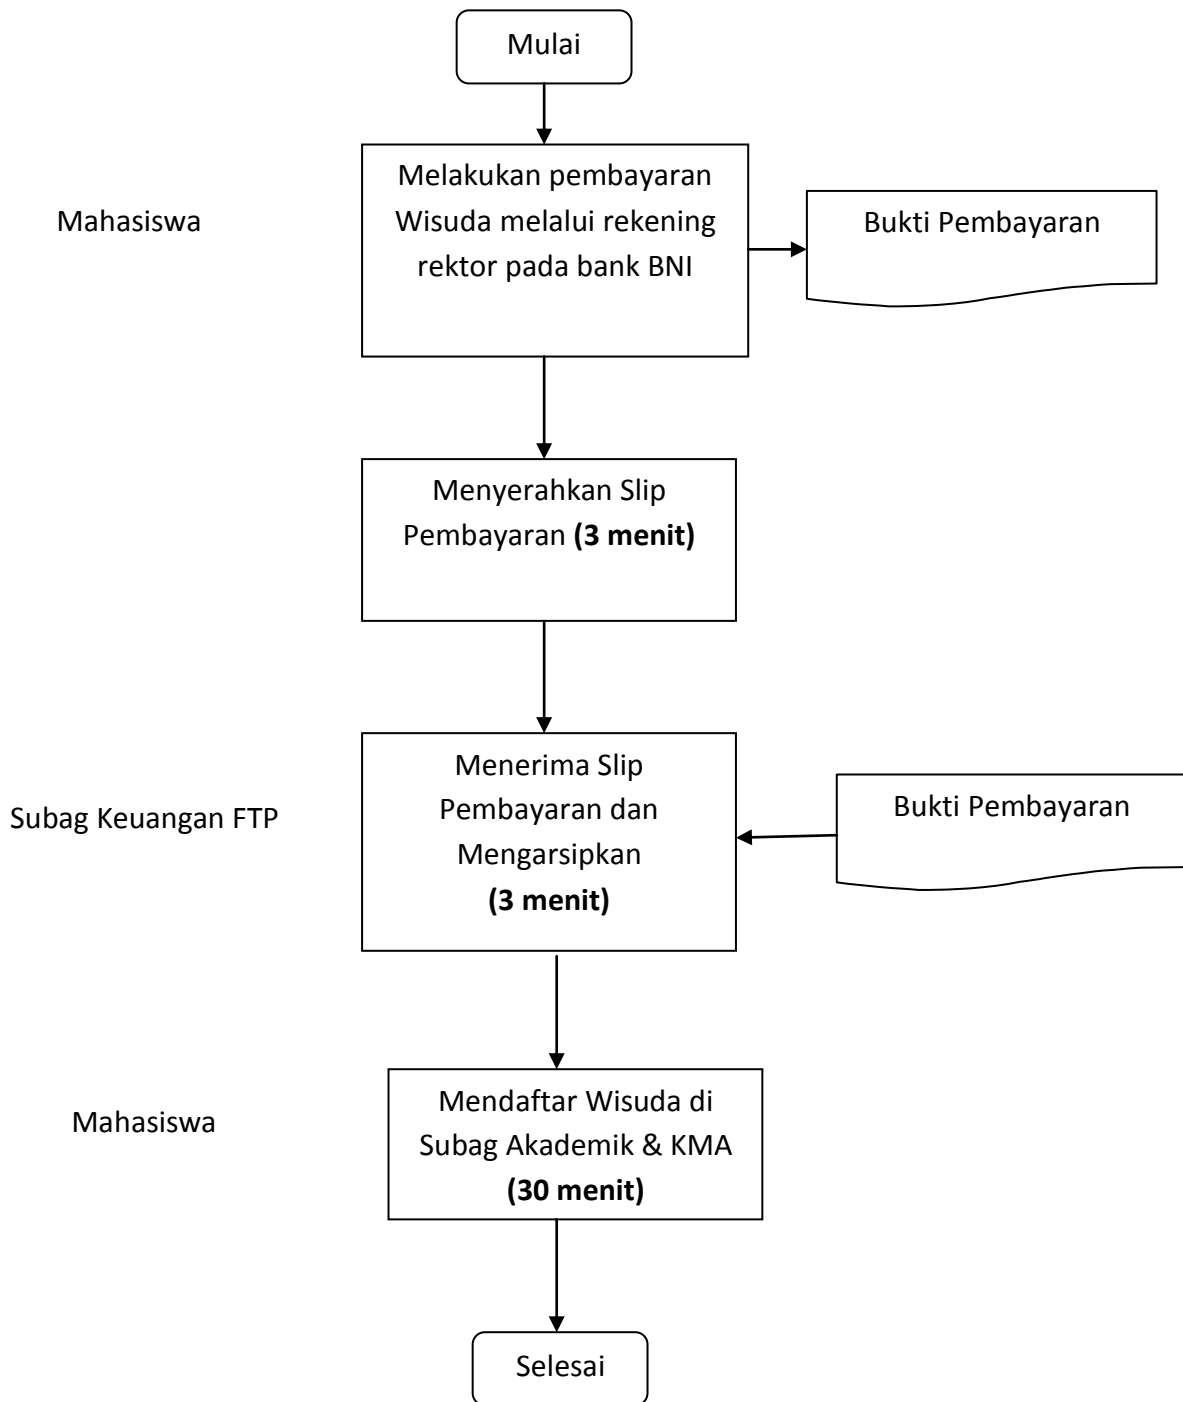 Mulai
Mahasiswa
Melakukan pembayaran
Wisuda melalui rekening
rektor pada bank BNI
Bukti Pembayaran
Menyerahkan Slip
Pembayaran (3 menit)
Subag Keuangan FTP
Menerima Slip
Pembayaran dan
Mengarsipkan
(3 menit)
Bukti Pembayaran
Mahasiswa
Mendaftar Wisuda di
Subag Akademik & KMA
(30 menit)
Selesai